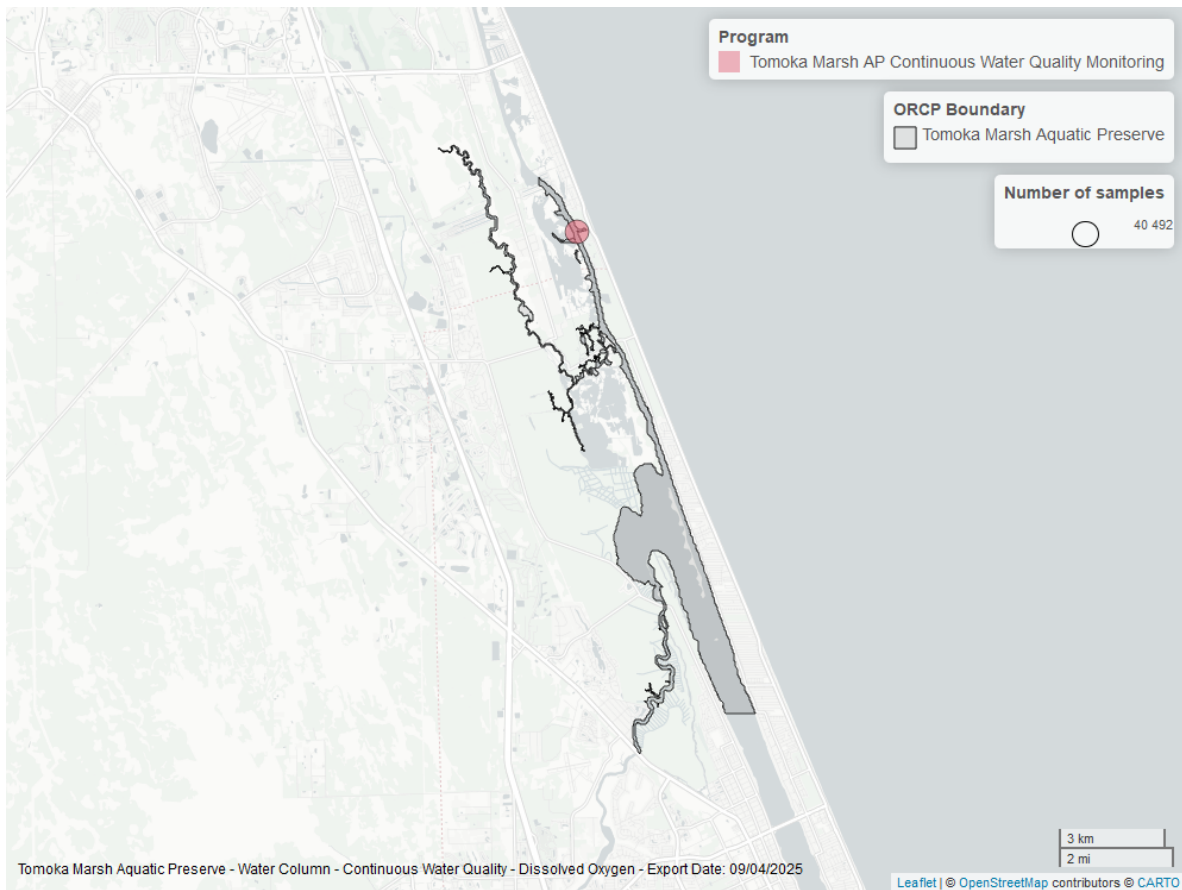 Program
Tomoka Marsh AP Continuous Water Quality Monitoring
ORCP Boundary
Tomoka Marsh Aquatic Preserve
Number of samples
40 492
3 km
2 mi
Tomoka Marsh Aquatic Preserve - Water Column - Continuous Water Quality - Dissolved Oxygen - Export Date: 09/04/2025
Leaflet | © OpenStreetMap contributors © CARTO